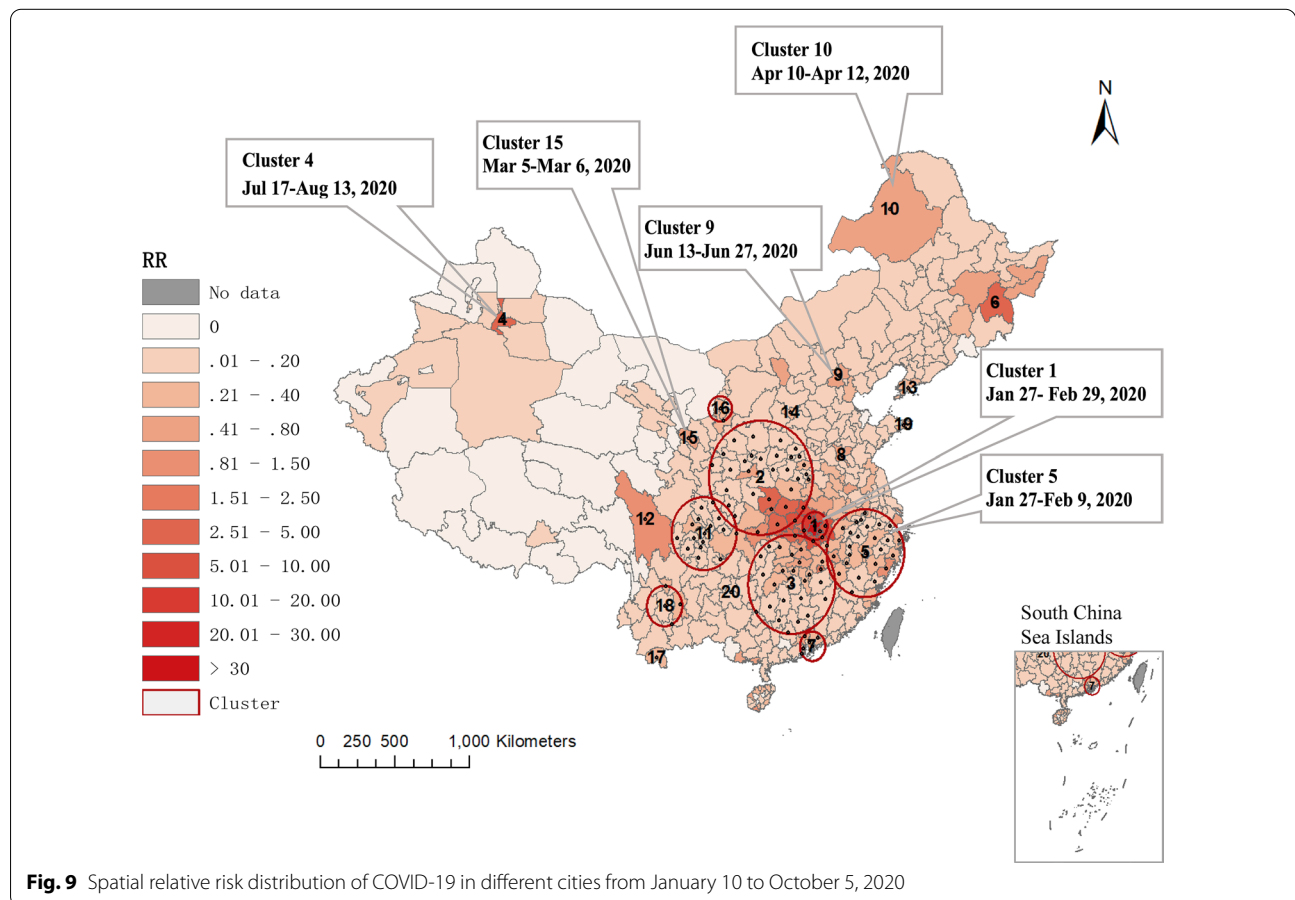 Cluster 10
Apr 10-Apr 12, 2020
N
Cluster 15
Mar 5-Mar 6, 2020
Cluster 4
Jul 17-Aug 13, 2020
Cluster 9
Jun 13-Jun 27, 2020
Cluster 1
Jan 27- Feb 29, 2020
Cluster 5
Jan 27-Feb 9, 2020
RR
No data
0
.01 - .20
.21 - .40
.41 - .80
.81 - 1.50
1.51 - 2.50
2.51 - 5.00
5.01 - 10.00
10.01 - 20.00
20.01 - 30.00
> 30
Cluster
10
6
4
9
13
16
14
19
15
8
2
12
11
1
5
3
20
18
7
17
South China
Sea Islands
20
7
0 250 500 1,000 Kilometers
Fig. 9 Spatial relative risk distribution of COVID-19 in different cities from January 10 to October 5, 2020